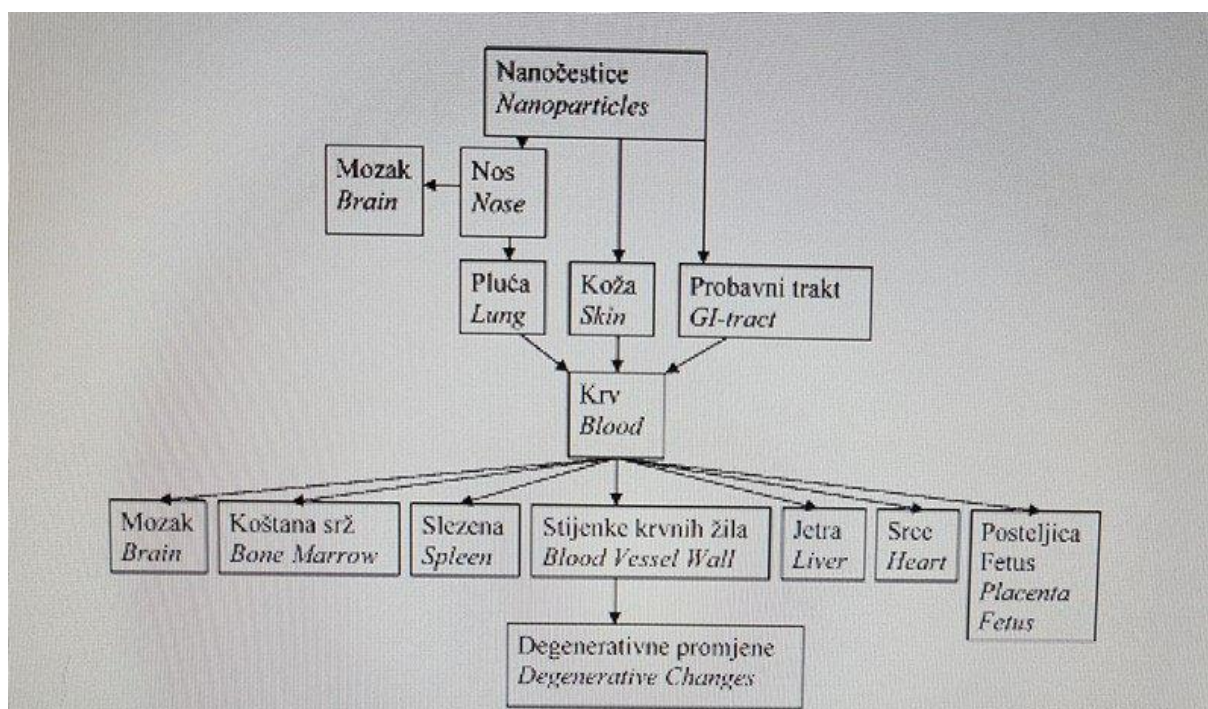 Nanočestice
Nanoparticles
Mozak
Brain
Nos
Nose
Pluća
Lung
Koža
Skin
Probavni trakt
GI-tract
Krv
Blood
Mozak
Brain
Koštana srž
Bone Marrow
Slezena
Spleen
Stijenke krvnih žila
Blood Vessel Wall
Jetra
Liver
Srce
Heart
Posteljica
Fetus
Placenta
Fetus
Degenerativne promjene
Degenerative Changes